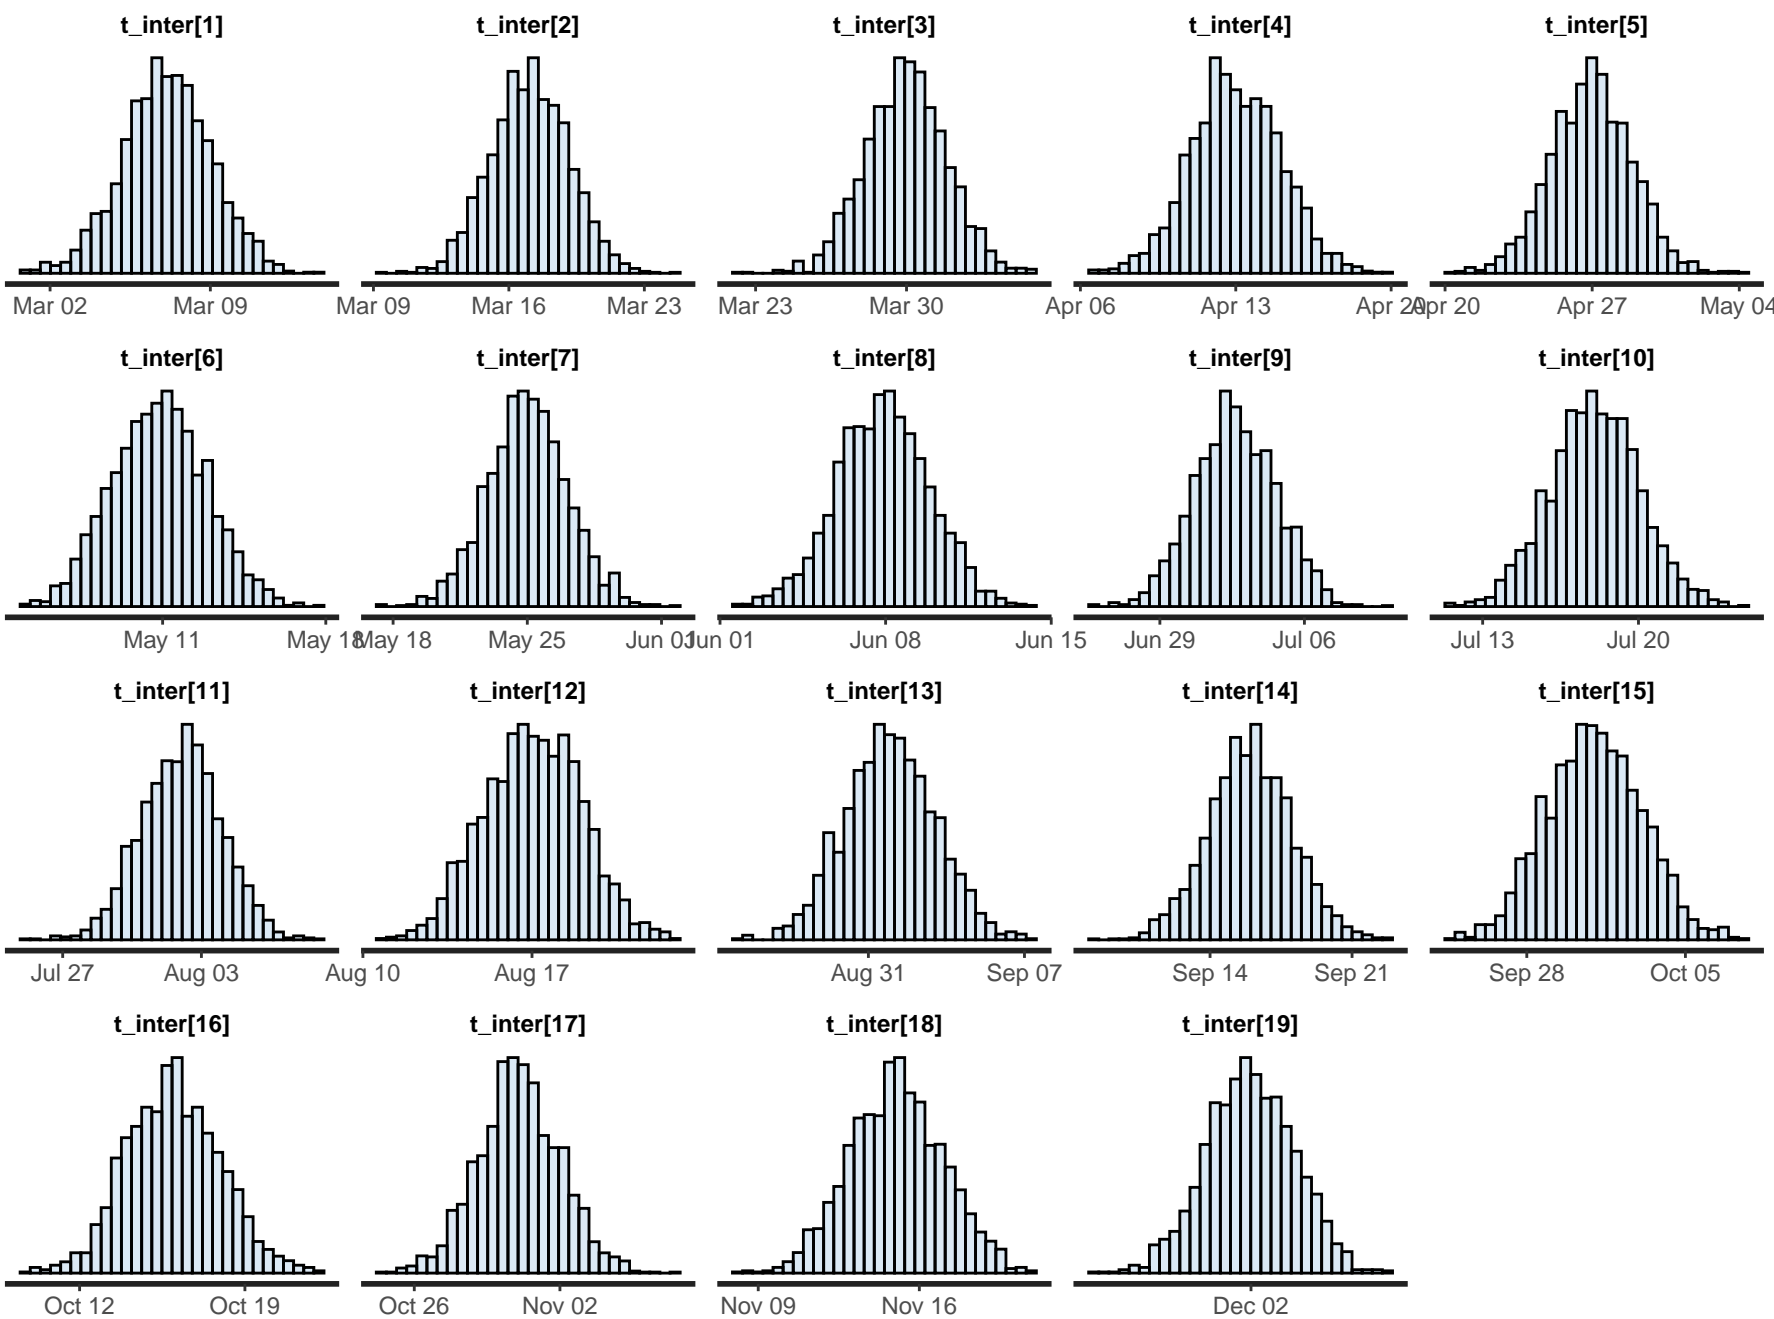 t_inter[1] t_inter[2] t_inter[3] t_inter[4] t_inter[5]
Mar 02 Mar 09 Mar 09 Mar 16 Mar 23 Mar 23 Mar 30 Apr 06 Apr 13 Apr 20 Apr 20 Apr 27 May 04
t_inter[6] t_inter[7] t_inter[8] t_inter[9] t_inter[10]
May 11 May 18 May 18 May 25 Jun 01 Jun 01 Jun 08 Jun 15 Jun 29 Jul 06 Jul 13 Jul 20
t_inter[11] t_inter[12] t_inter[13] t_inter[14] t_inter[15]
Jul 27 Aug 03 Aug 10 Aug 17 Aug 31 Sep 07 Sep 14 Sep 21 Sep 28 Oct 05
t_inter[16] t_inter[17] t_inter[18] t_inter[19]
Oct 12 Oct 19 Oct 26 Nov 02 Nov 09 Nov 16 Dec 02